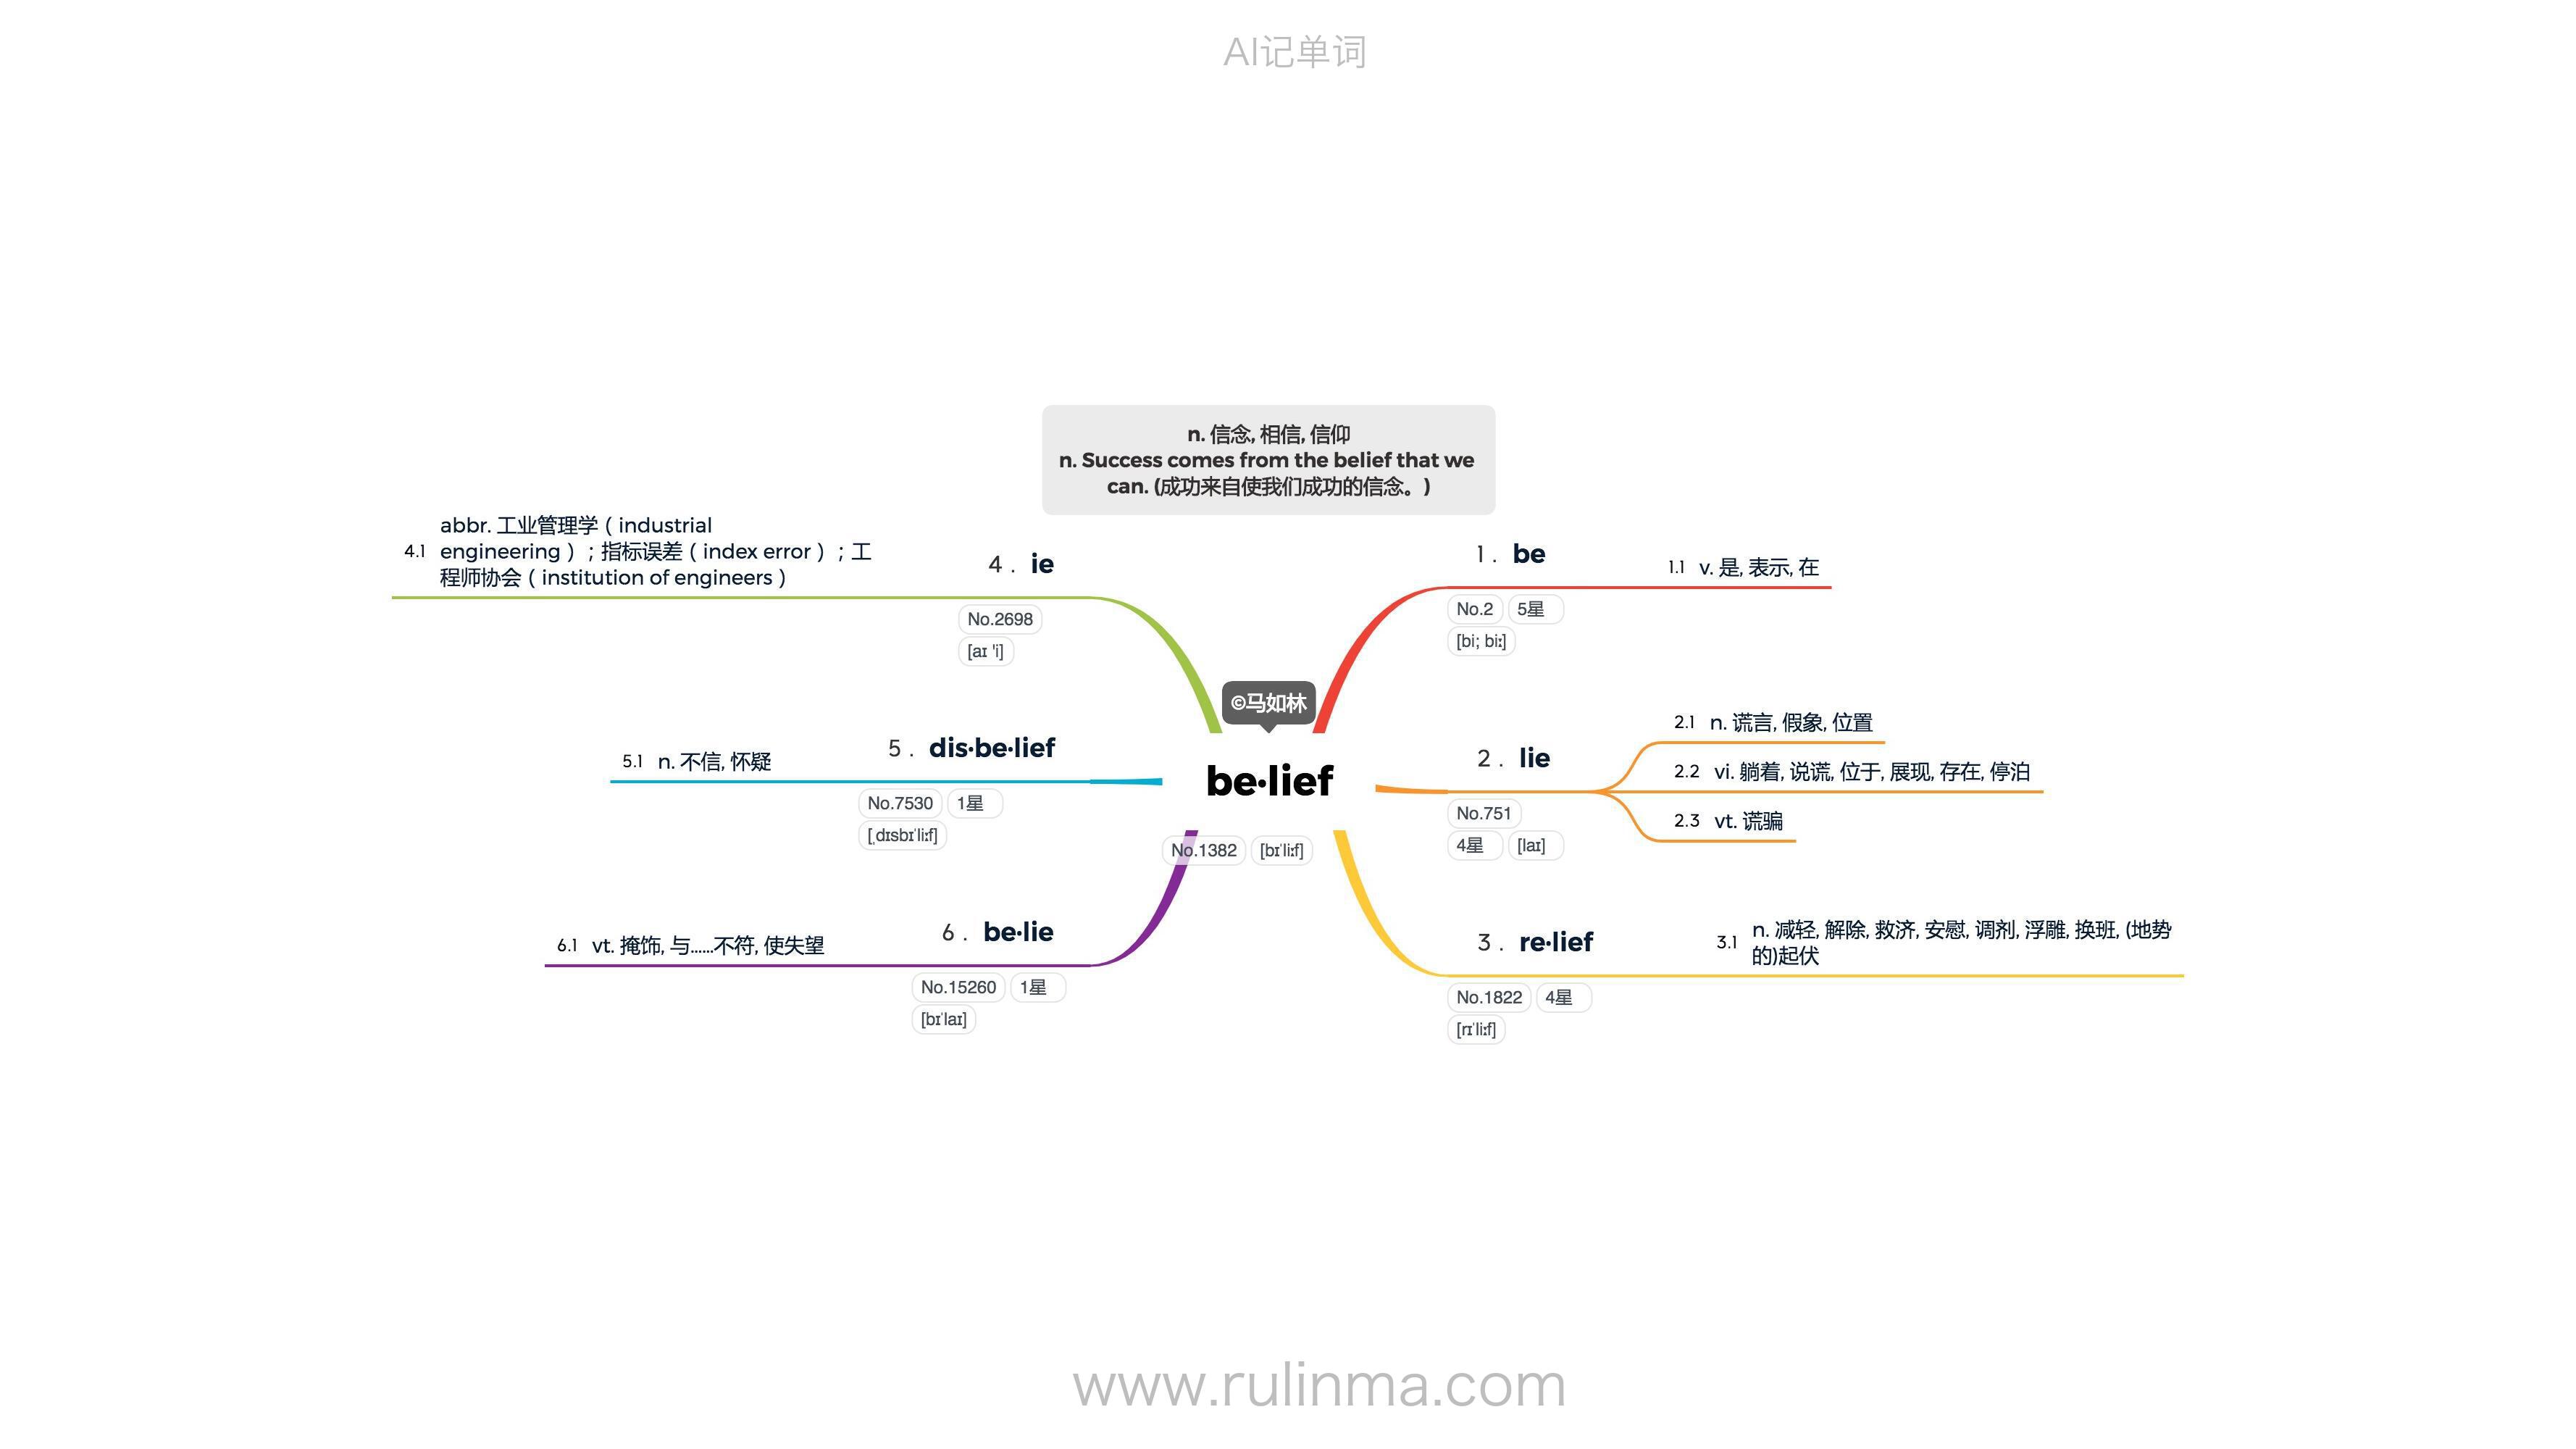 AI记单词
n. 信念, 相信, 信仰
n. Success comes from the belief that we
can. (成功来自使我们成功的信念。)
©马如林
be·lief
No.1382 [bɪˈliːf]
1 . be
No.2 5星
[bi; biː]
1.1 v. 是, 表示, 在
2 . lie
No.751
4星 [laɪ]
2.1 n. 谎言, 假象, 位置
2.2 vi. 躺着, 说谎, 位于, 展现, 存在, 停泊
2.3 vt. 谎骗
3 . re·lief
No.1822 4星
[rɪˈliːf]
3.1 n. 减轻, 解除, 救济, 安慰, 调剂, 浮雕, 换班, (地势
的)起伏
4 . ie
No.2698
[aɪ 'i]
4.1 abbr. 工业管理学（industrial
engineering）；指标误差（index error）；工
程师协会（institution of engineers）
5 . dis·be·lief
No.7530 1星
[ˌdɪsbɪˈliːf]
5.1 n. 不信, 怀疑
6 . be·lie
No.15260 1星
[bɪˈlaɪ]
6.1 vt. 掩饰, 与……不符, 使失望
www.rulinma.com